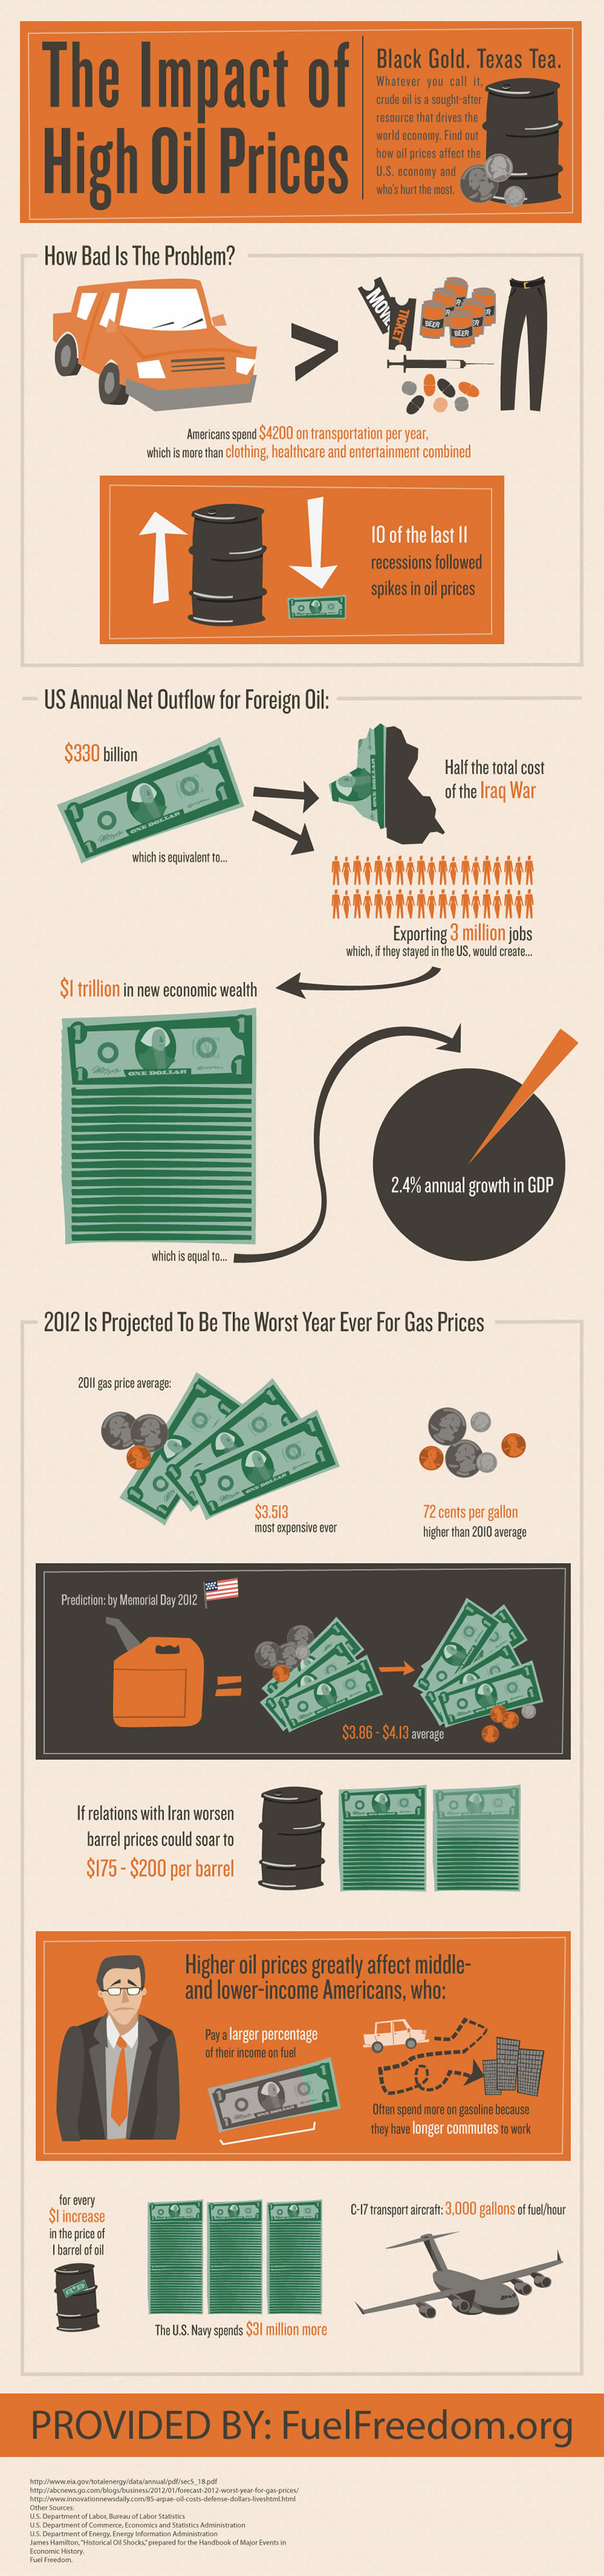 The Impact of
High Oil Prices
Black Gold. Texas Tea.
Whatever you call it,
crude oil is a sought-after
resource that drives the
world economy. Find out
how oil prices affect the
U.S. economy and
who's hurt the most.
How Bad Is The Problem?
MOVIE
TICKET
BEER
BEER
BEER
Americans spend $4200 on transportation per year,
which is more than clothing, healthcare and entertainment combined
10 of the last 11
recessions followed
spikes in oil prices
US Annual Net Outflow for Foreign Oil:
$330 billion
ONE DOLLAR
which is equivalent to...
Half the total cost
of the Iraq War
Exporting 3 million jobs
which, if they stayed in the US, would create...
$1 trillion in new economic wealth
ONE DOLLAR
which is equal to...
2.4% annual growth in GDP
2012 Is Projected To Be The Worst Year Ever For Gas Prices
2011 gas price average:
$3.513
most expensive ever
72 cents per gallon
higher than 2010 average
Prediction: by Memorial Day 2012
$3.86 - $4.13 average
If relations with Iran worsen
barrel prices could soar to
$175 - $200 per barrel
Higher oil prices greatly affect middle-
and lower-income Americans, who:
Pay a larger percentage
of their income on fuel
Often spend more on gasoline because
they have longer commutes to work
for every
$1 increase
in the price of
1 barrel of oil
The U.S. Navy spends $31 million more
C-17 transport aircraft: 3,000 gallons of fuel/hour
PROVIDED BY: FuelFreedom.org
http://www.eia.gov/totalenergy/data/annual/pdf/sec5_18.pdf
http://abcnews.go.com/blogs/business/2012/01/forecast-2012-worst-year-for-gas-prices/
http://www.innovationnewsdaily.com/85-arpae-oil-costs-defense-dollars-liveshtml.html
Other Sources:
U.S. Department of Labor, Bureau of Labor Statistics
U.S. Department of Commerce, Economics and Statistics Administration
U.S. Department of Energy, Energy Information Administration
James Hamilton, "Historical Oil Shocks," prepared for the Handbook of Major Events in
Economic History.
Fuel Freedom.